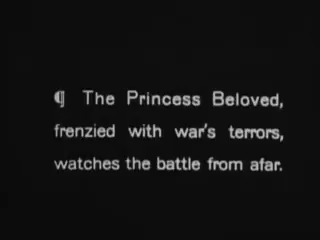 ¶ The Princess Beloved,
frenzied with war's terrors,
watches the battle from afar.